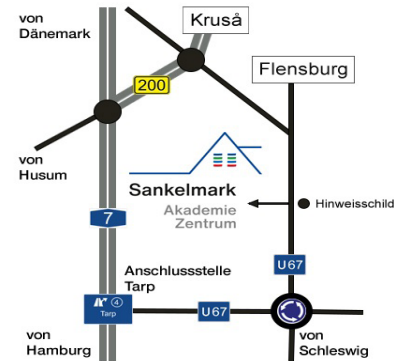 von
Dänemark
Kruså
Flensburg
200
von
Husum
Sankelmark
Akademie
Zentrum
Hinweisschild
7
Anschlussstelle
Tarp
U67
4
Tarp
U67
von
Hamburg
von
Schleswig